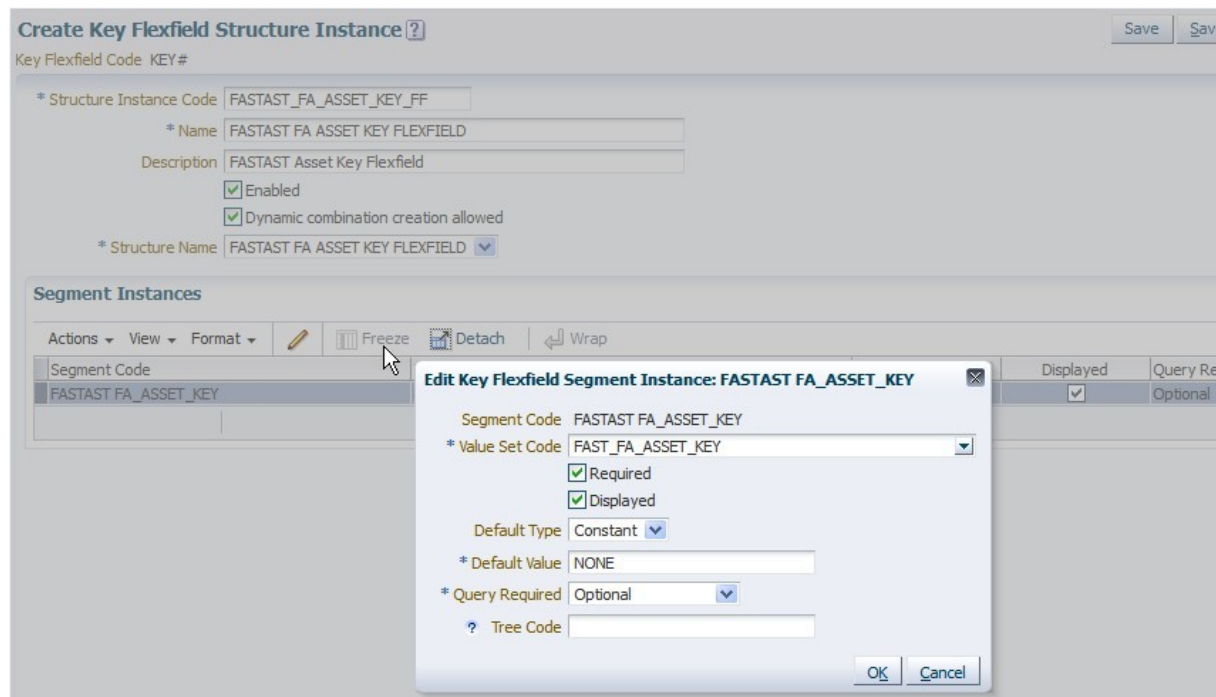 Create Key Flexfield Structure Instance ?
Save Sav
Key Flexfield Code KEY#
* Structure Instance Code FASTAST_FA_ASSET_KEY_FF
* Name FASTAST FA ASSET KEY FLEXFIELD
Description FASTAST Asset Key Flexfield
Enabled
Dynamic combination creation allowed
* Structure Name FASTAST FA ASSET KEY FLEXFIELD
Segment Instances
Actions View Format Freeze Detach Wrap
Segment Code Displayed Query Re
FASTAST FA_ASSET_KEY Optional
Edit Key Flexfield Segment Instance: FASTAST FA_ASSET_KEY
Segment Code FASTAST FA_ASSET_KEY
* Value Set Code FAST_FA_ASSET_KEY
Required
Displayed
Default Type Constant
* Default Value NONE
* Query Required Optional
? Tree Code
OK Cancel